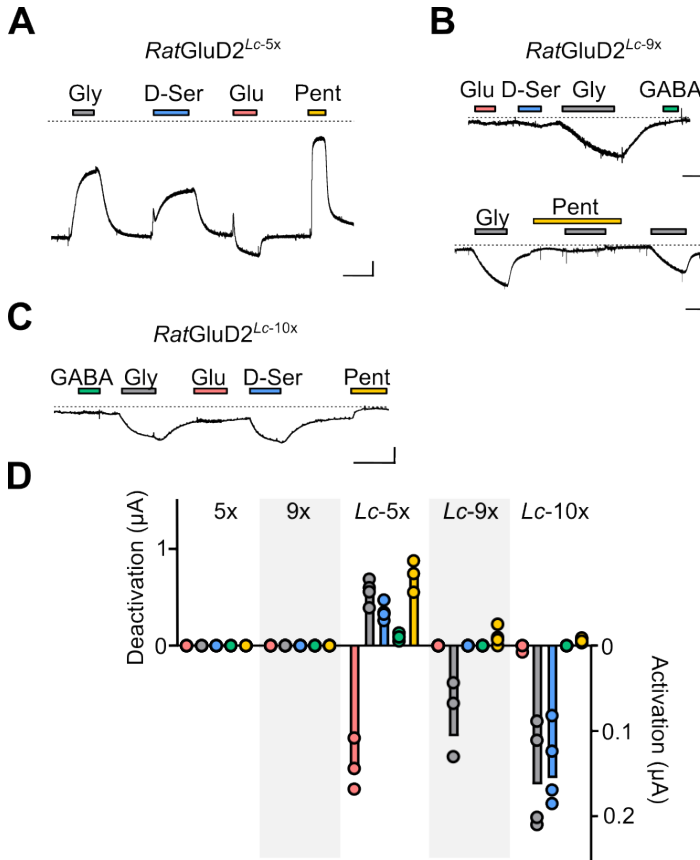 A
RatGluD2Lc-5x
Gly D-Ser Glu Pent
B
RatGluD2Lc-9x
Glu D-Ser Gly GABA
Gly Pent
C
RatGluD2Lc-10x
GABA Gly Glu D-Ser Pent
D
5x 9x Lc-5x Lc-9x Lc-10x
Deactivation (μA)
1
0
0
0.1
0.2
Activation (μA)